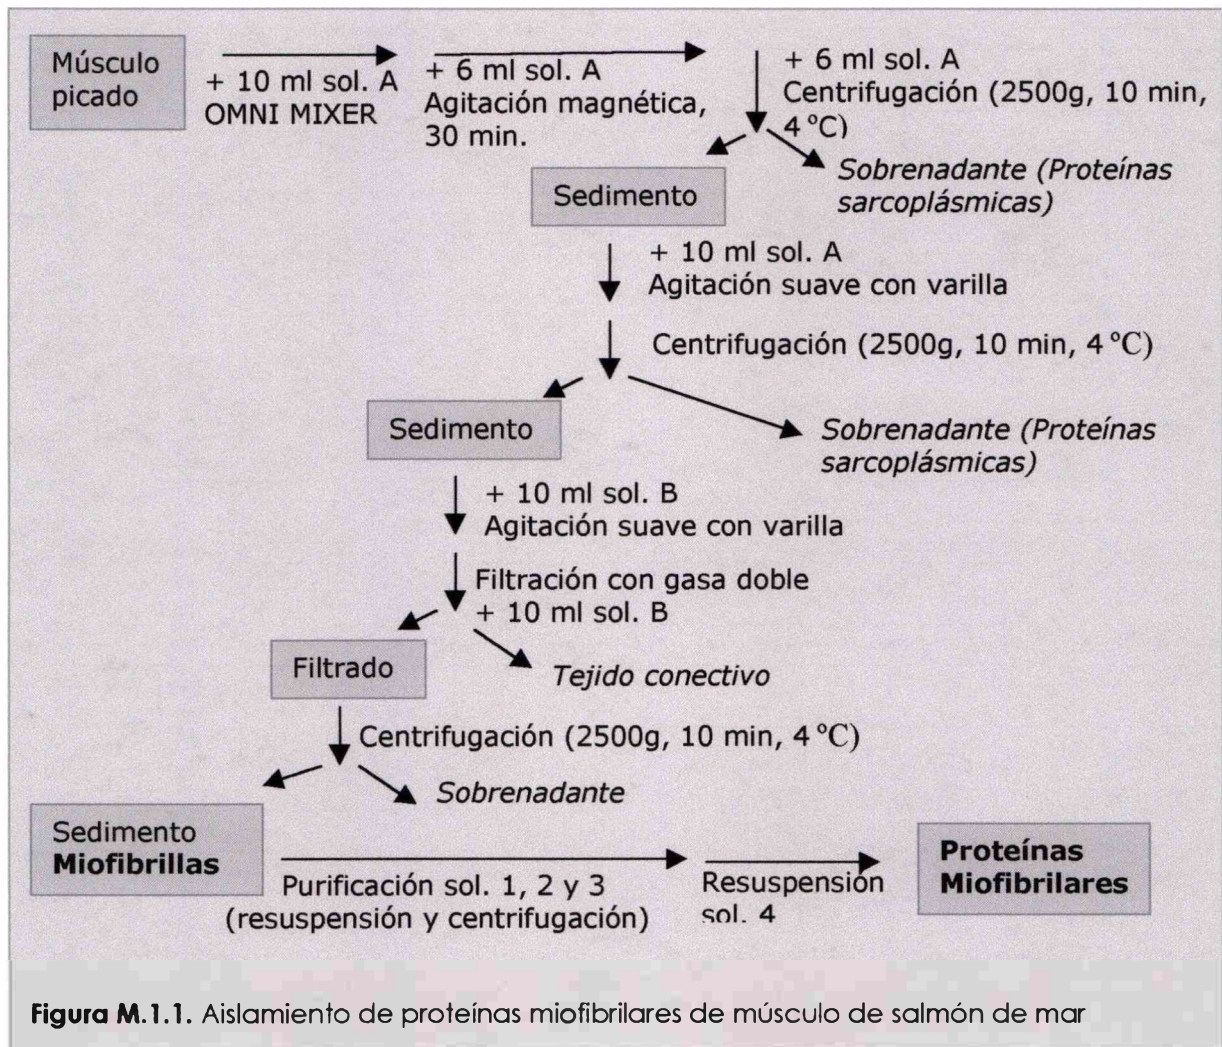 Músculo
picado
+ 10 ml sol. A
OMNI MIXER
+ 6 ml sol. A
Agitación magnética,
30 min.
+ 6 ml sol. A
Centrifugación (2500g, 10 min,
4 ºC)
Sobrenadante (Proteínas
sarcoplásmicas)
Sedimento
+ 10 ml sol. A
Agitación suave con varilla
Centrifugación (2500g, 10 min, 4 ºC)
Sedimento
Sobrenadante (Proteínas
sarcoplásmicas)
+ 10 ml sol. B
Agitación suave con varilla
Filtración con gasa doble
+ 10 ml sol. B
Filtrado
Tejido conectivo
Centrifugación (2500g, 10 min, 4 ºC)
Sobrenadante
Sedimento
Miofibrillas
Purificación sol. 1, 2 y 3
(resuspensión y centrifugación)
Resuspensión
sol. 4
Proteínas
Miofibrilares
Figura M.1.1. Aislamiento de proteínas miofibrilares de músculo de salmón de mar